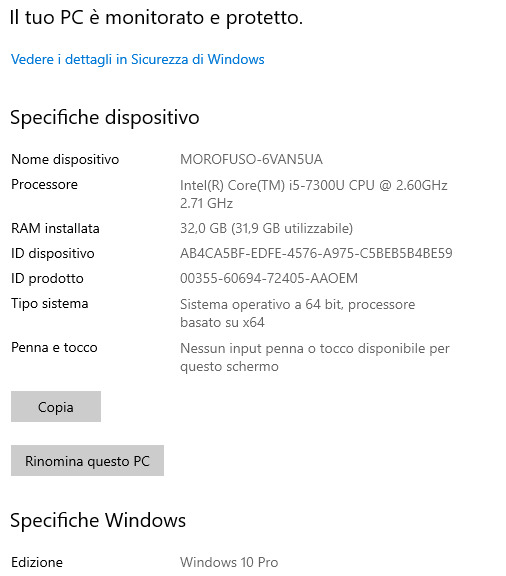 Il tuo PC è monitorato e protetto.
Vedere i dettagli in Sicurezza di Windows
Specifiche dispositivo
Nome dispositivo MOROFUSO-6VAN5UA
Processore Intel(R) Core(TM) i5-7300U CPU @ 2.60GHz
2.71 GHz
RAM installata 32,0 GB (31,9 GB utilizzabile)
ID dispositivo AB4CA5BF-EDFE-4576-A975-C5BEB5B4BE59
ID prodotto 00355-60694-72405-AAOEM
Tipo sistema Sistema operativo a 64 bit, processore
basato su x64
Penna e tocco Nessun input penna o tocco disponibile per
questo schermo
Copia
Rinomina questo PC
Specifiche Windows
Edizione Windows 10 Pro